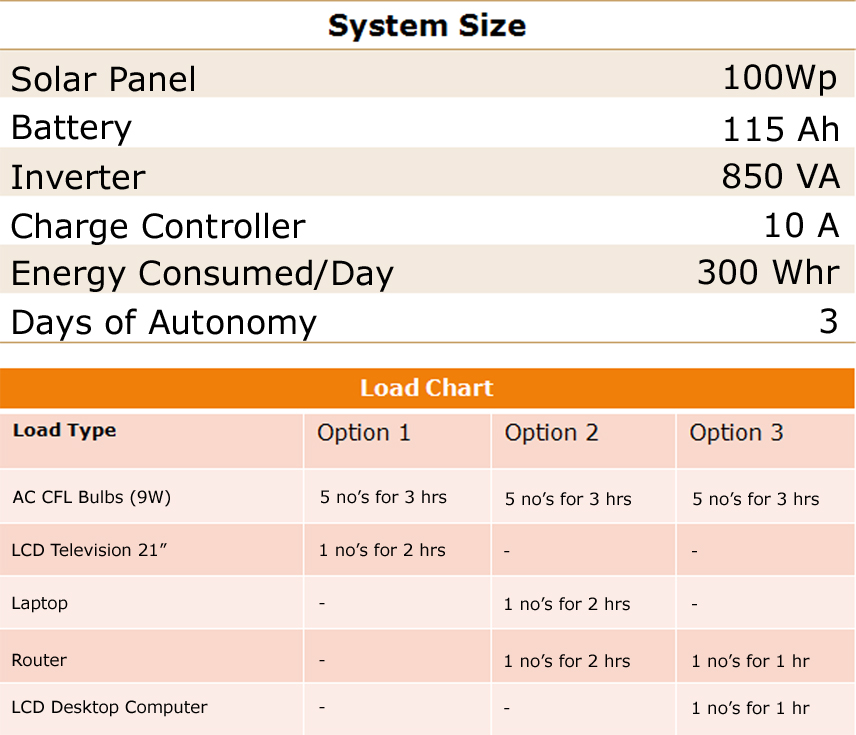 System Size
Solar Panel 100Wp
Battery 115 Ah
Inverter 850 VA
Charge Controller 10 A
Energy Consumed/Day 300 Whr
Days of Autonomy 3
Load Chart
Load Type Option 1 Option 2 Option 3
AC CFL Bulbs (9W) 5 no’s for 3 hrs 5 no’s for 3 hrs 5 no’s for 3 hrs
LCD Television 21” 1 no’s for 2 hrs - -
Laptop - 1 no’s for 2 hrs -
Router - 1 no’s for 2 hrs 1 no’s for 1 hr
LCD Desktop Computer - - 1 no’s for 1 hr